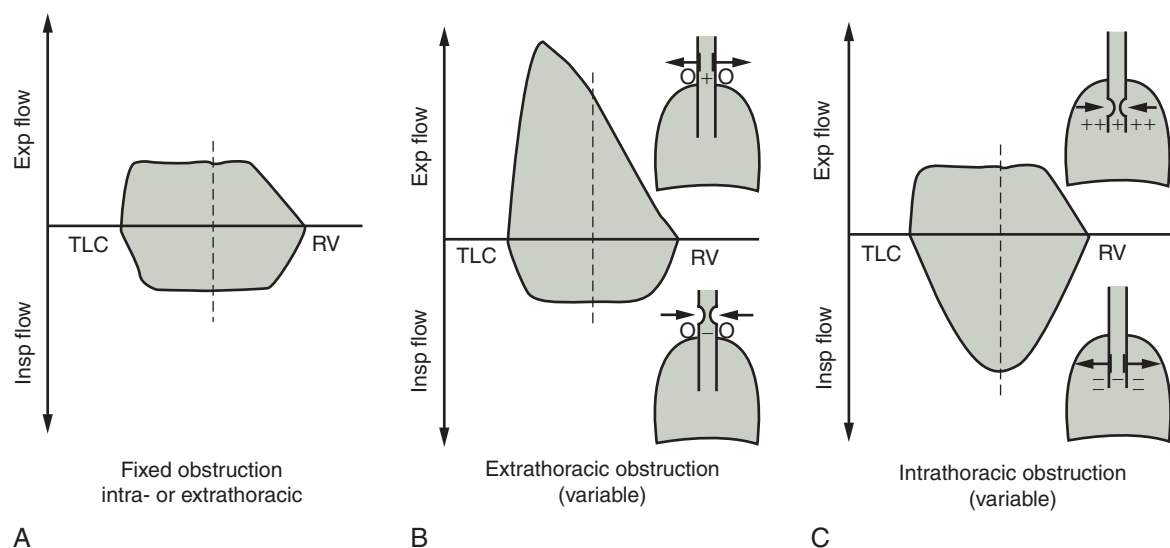 Exp flow
Insp flow
TLC
RV
Fixed obstruction
intra- or extrathoracic
A
Exp flow
Insp flow
TLC
RV
O + O
O – O
Extrathoracic obstruction
(variable)
B
Exp flow
Insp flow
TLC
RV
++ + ++
= – =
Intrathoracic obstruction
(variable)
C